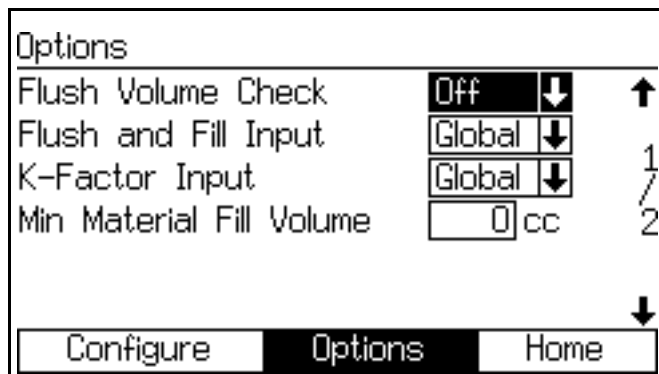 Options
Flush Volume Check Off
Flush and Fill Input Global
K-Factor Input Global
Min Material Fill Volume 0 cc
1/2
Configure Options Home